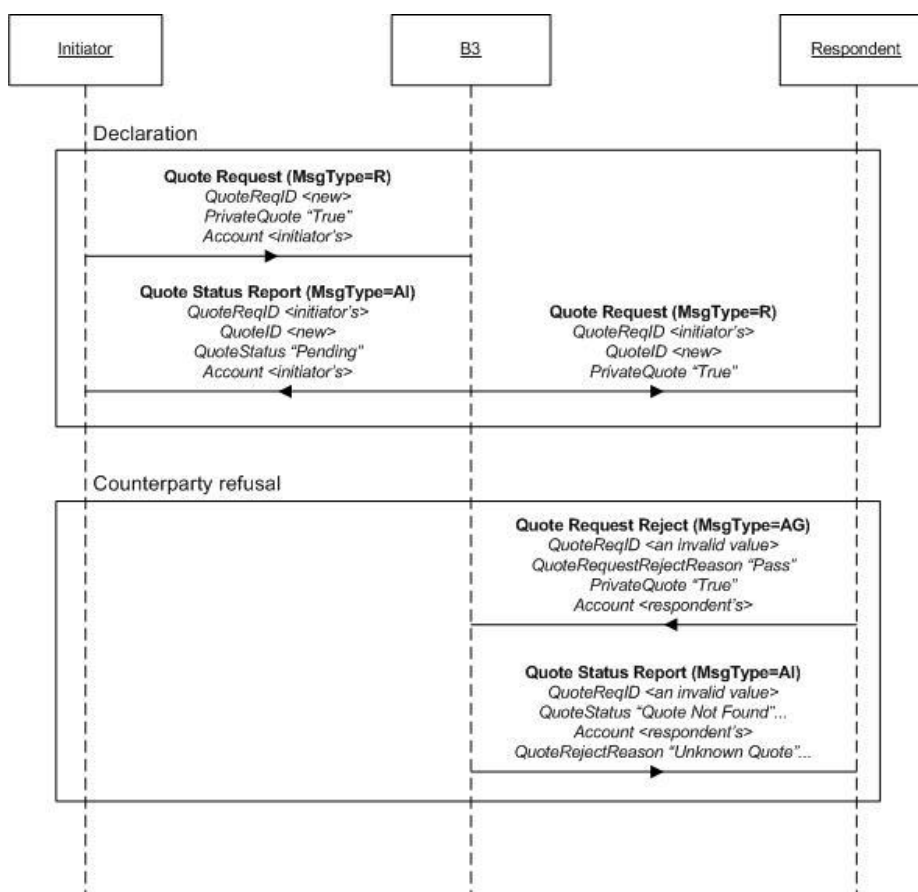 Initiator
B3
Respondent
Declaration
Quote Request (MsgType=R)
QuoteReqID <new>
PrivateQuote “True”
Account <initiator’s>
Quote Status Report (MsgType=AI)
QuoteReqID <initiator’s>
QuoteID <new>
QuoteStatus “Pending”
Account <initiator’s>
Quote Request (MsgType=R)
QuoteReqID <initiator’s>
QuoteID <new>
PrivateQuote “True”
Counterparty refusal
Quote Request Reject (MsgType=AG)
QuoteReqID <an invalid value>
QuoteRequestRejectReason “Pass”
PrivateQuote “True”
Account <respondent’s>
Quote Status Report (MsgType=AI)
QuoteReqID <an invalid value>
QuoteStatus “Quote Not Found”...
Account <respondent’s>
QuoteRejectReason “Unknown Quote”...